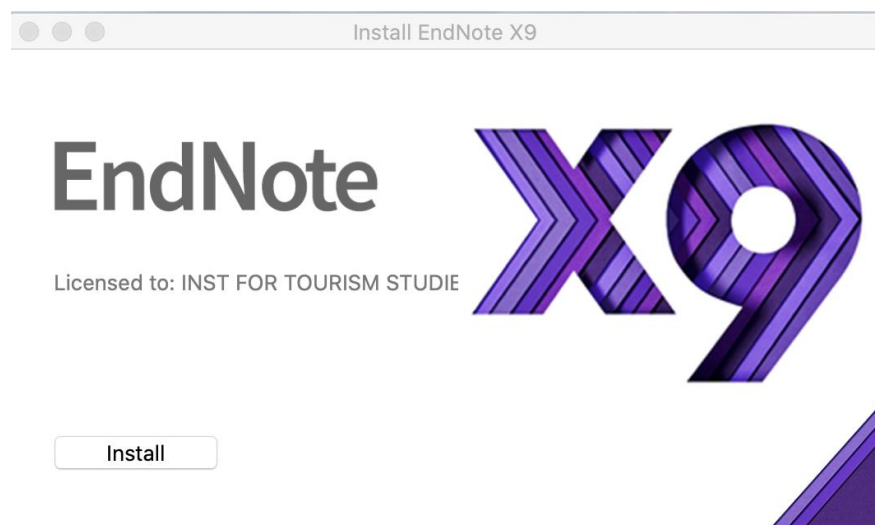 Install EndNote X9
EndNote X9
Licensed to: INST FOR TOURISM STUDIE
Install